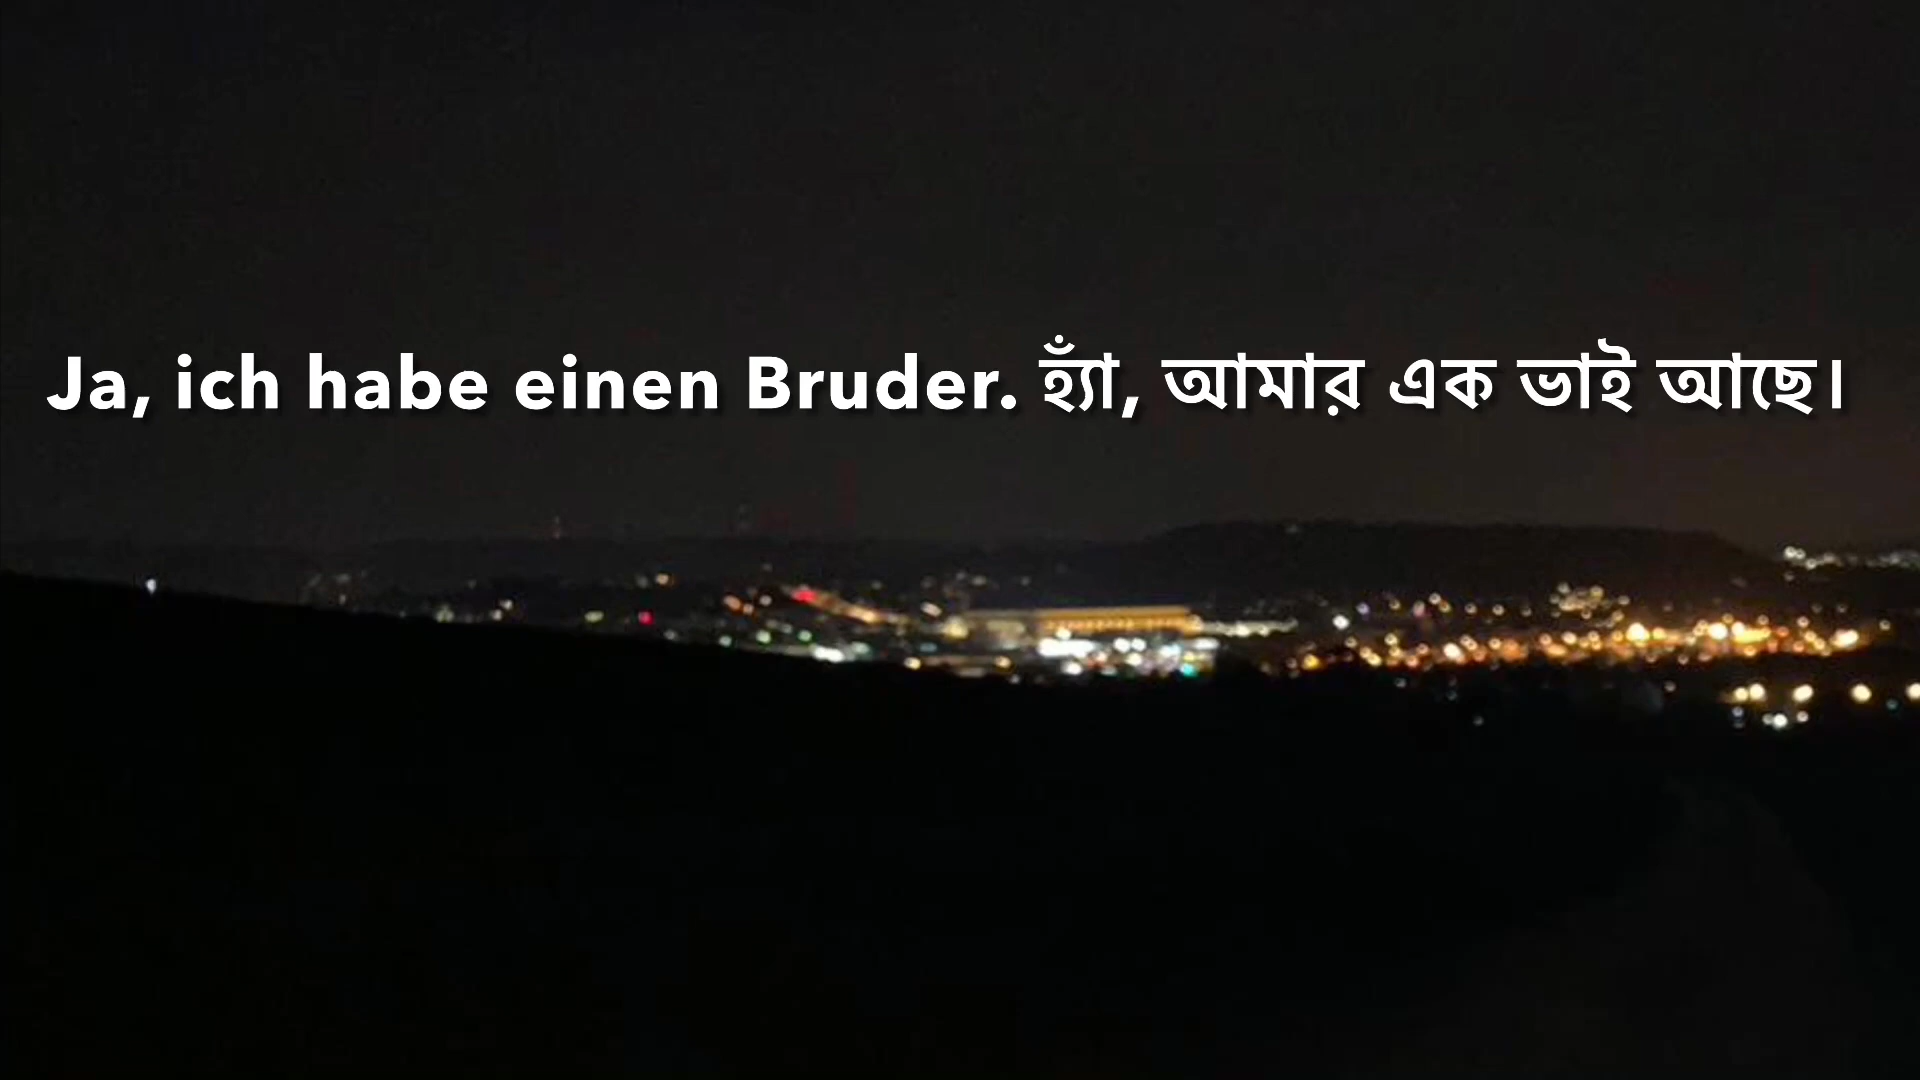 Ja, ich habe einen Bruder. হ্যাঁ, আমার এক ভাই আছে।